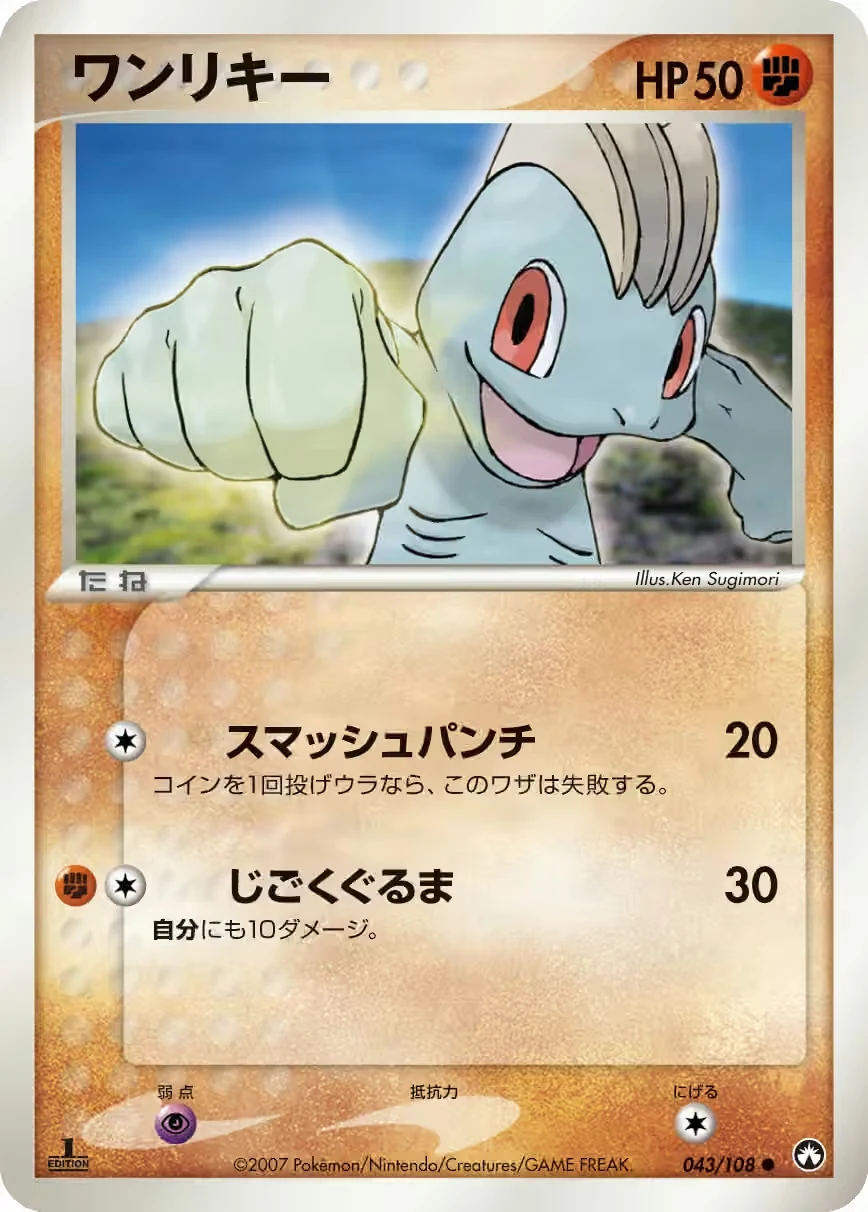 ワンリキー HP50
たね Illus.Ken Sugimori
スマッシュパンチ 20
コインを1回投げウラなら、このワザは失敗する。
じごくぐるま 30
自分にも10ダメージ。
弱点 抵抗力 にげる
1 EDITION ©2007 Pokémon/Nintendo/Creatures/GAME FREAK. 043/108 ●